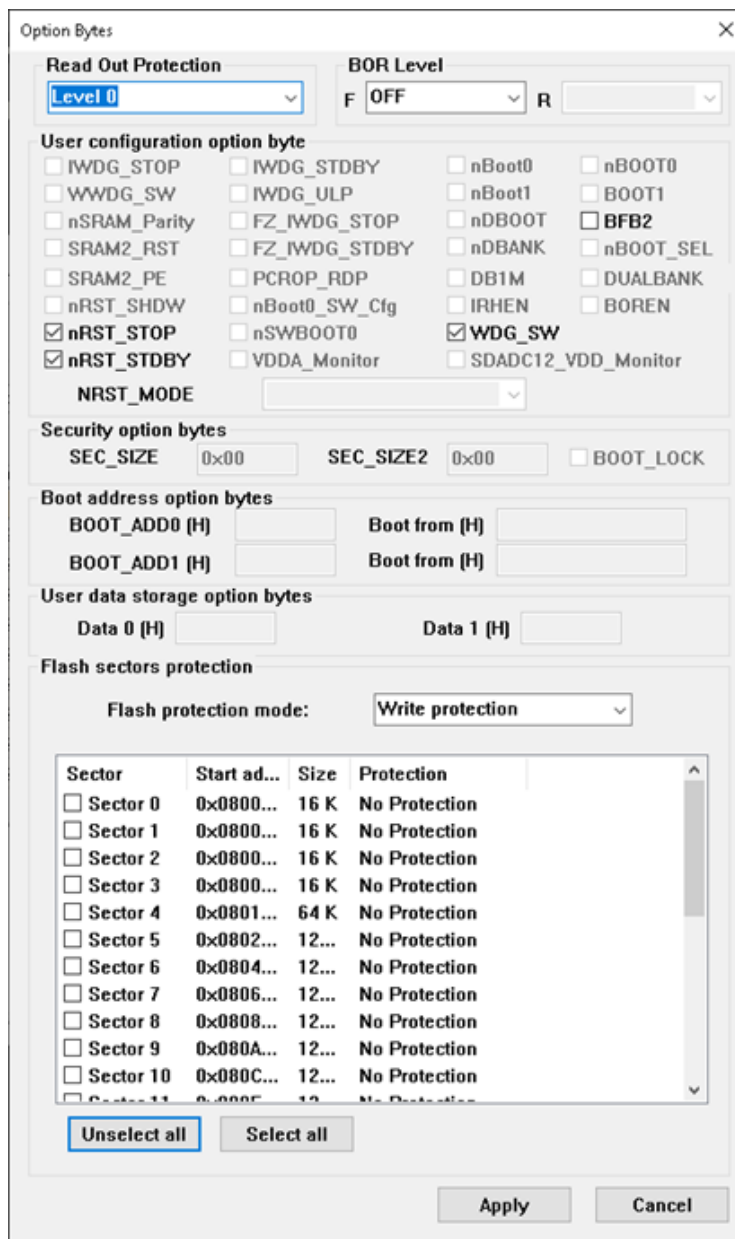 Option Bytes
Read Out Protection BOR Level
Level 0 F OFF R
User configuration option byte
IWDG_STOP IWDG_STDBY nBoot0 nBOOT0
WWDG_SW IWDG_ULP nBoot1 BOOT1
nSRAM_Parity FZ_IWDG_STOP nDBOOT BFB2
SRAM2_RST FZ_IWDG_STDBY nDBANK nBOOT_SEL
SRAM2_PE PCROP_RDP DB1M DUALBANK
nRST_SHDW nBoot0_SW_Cfg IRHEN BOREN
nRST_STOP nSWBOOT0 WDG_SW
nRST_STDBY VDDA_Monitor SDADC12_VDD_Monitor
NRST_MODE
Security option bytes
SEC_SIZE 0x00 SEC_SIZE2 0x00 BOOT_LOCK
Boot address option bytes
BOOT_ADD0 (H) Boot from (H)
BOOT_ADD1 (H) Boot from (H)
User data storage option bytes
Data 0 (H) Data 1 (H)
Flash sectors protection
Flash protection mode: Write protection
Sector Start ad... Size Protection
Sector 0 0x0800... 16 K No Protection
Sector 1 0x0800... 16 K No Protection
Sector 2 0x0800... 16 K No Protection
Sector 3 0x0800... 16 K No Protection
Sector 4 0x0801... 64 K No Protection
Sector 5 0x0802... 12... No Protection
Sector 6 0x0804... 12... No Protection
Sector 7 0x0806... 12... No Protection
Sector 8 0x0808... 12... No Protection
Sector 9 0x080A... 12... No Protection
Sector 10 0x080C... 12... No Protection
Unselect all Select all
Apply Cancel